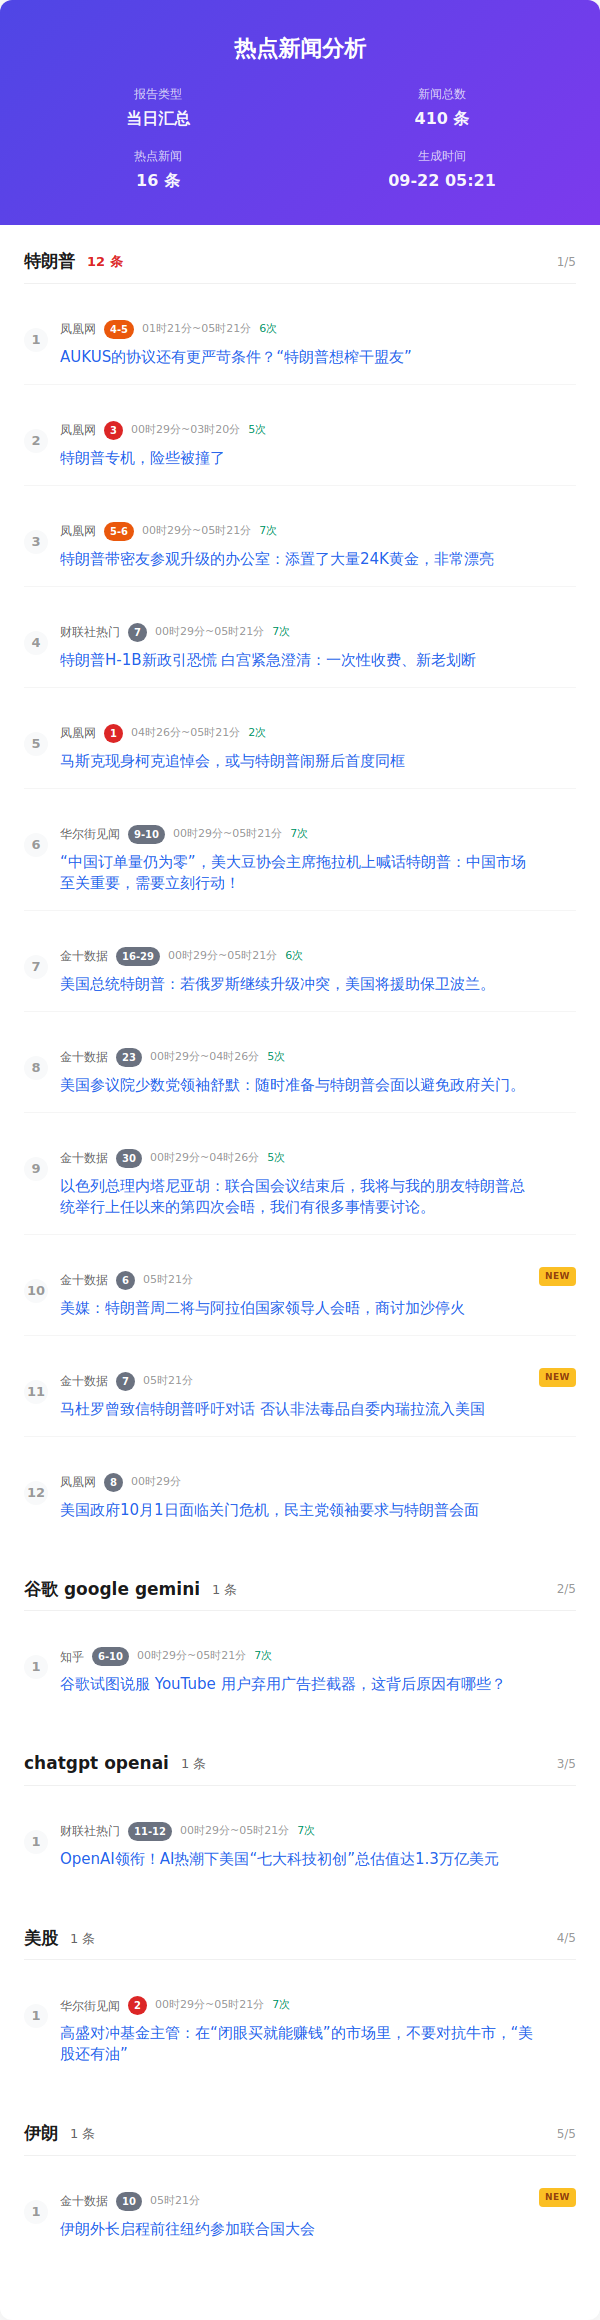 热点新闻分析
报告类型
当日汇总
新闻总数
410 条
热点新闻
16 条
生成时间
09-22 05:21
特朗普 12 条 1/5
1 凤凰网 4-5 01时21分~05时21分 6次
AUKUS的协议还有更严苛条件？“特朗普想榨干盟友”
2 凤凰网 3 00时29分~03时20分 5次
特朗普专机，险些被撞了
3 凤凰网 5-6 00时29分~05时21分 7次
特朗普带密友参观升级的办公室：添置了大量24K黄金，非常漂亮
4 财联社热门 7 00时29分~05时21分 7次
特朗普H-1B新政引恐慌 白宫紧急澄清：一次性收费、新老划断
5 凤凰网 1 04时26分~05时21分 2次
马斯克现身柯克追悼会，或与特朗普闹掰后首度同框
6 华尔街见闻 9-10 00时29分~05时21分 7次
“中国订单量仍为零”，美大豆协会主席拖拉机上喊话特朗普：中国市场
至关重要，需要立刻行动！
7 金十数据 16-29 00时29分~05时21分 6次
美国总统特朗普：若俄罗斯继续升级冲突，美国将援助保卫波兰。
8 金十数据 23 00时29分~04时26分 5次
美国参议院少数党领袖舒默：随时准备与特朗普会面以避免政府关门。
9 金十数据 30 00时29分~04时26分 5次
以色列总理内塔尼亚胡：联合国会议结束后，我将与我的朋友特朗普总
统举行上任以来的第四次会晤，我们有很多事情要讨论。
10 金十数据 6 05时21分 NEW
美媒：特朗普周二将与阿拉伯国家领导人会晤，商讨加沙停火
11 金十数据 7 05时21分 NEW
马杜罗曾致信特朗普呼吁对话 否认非法毒品自委内瑞拉流入美国
12 凤凰网 8 00时29分
美国政府10月1日面临关门危机，民主党领袖要求与特朗普会面
谷歌 google gemini 1 条 2/5
1 知乎 6-10 00时29分~05时21分 7次
谷歌试图说服 YouTube 用户弃用广告拦截器，这背后原因有哪些？
chatgpt openai 1 条 3/5
1 财联社热门 11-12 00时29分~05时21分 7次
OpenAI领衔！AI热潮下美国“七大科技初创”总估值达1.3万亿美元
美股 1 条 4/5
1 华尔街见闻 2 00时29分~05时21分 7次
高盛对冲基金主管：在“闭眼买就能赚钱”的市场里，不要对抗牛市，“美
股还有油”
伊朗 1 条 5/5
1 金十数据 10 05时21分 NEW
伊朗外长启程前往纽约参加联合国大会